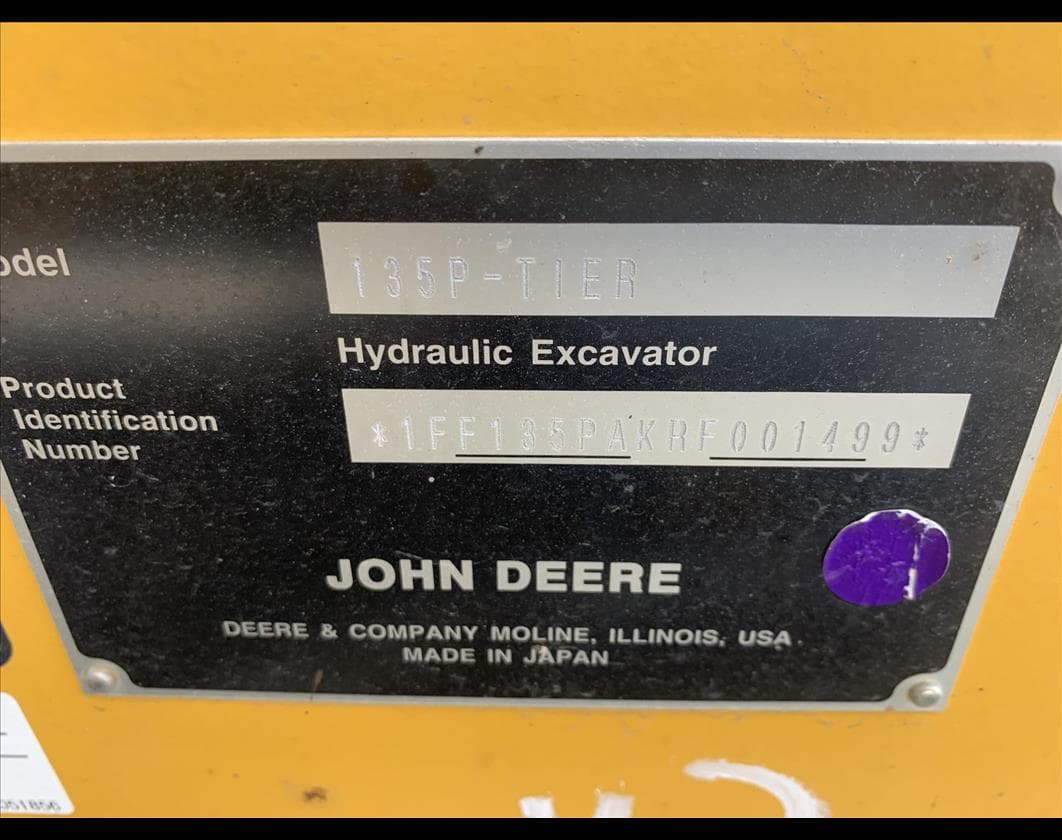 odel
135P-TIER
Hydraulic Excavator
Product
Identification
Number
*1FF135PAKRF001499*
JOHN DEERE
DEERE & COMPANY MOLINE, ILLINOIS, USA
MADE IN JAPAN
051856